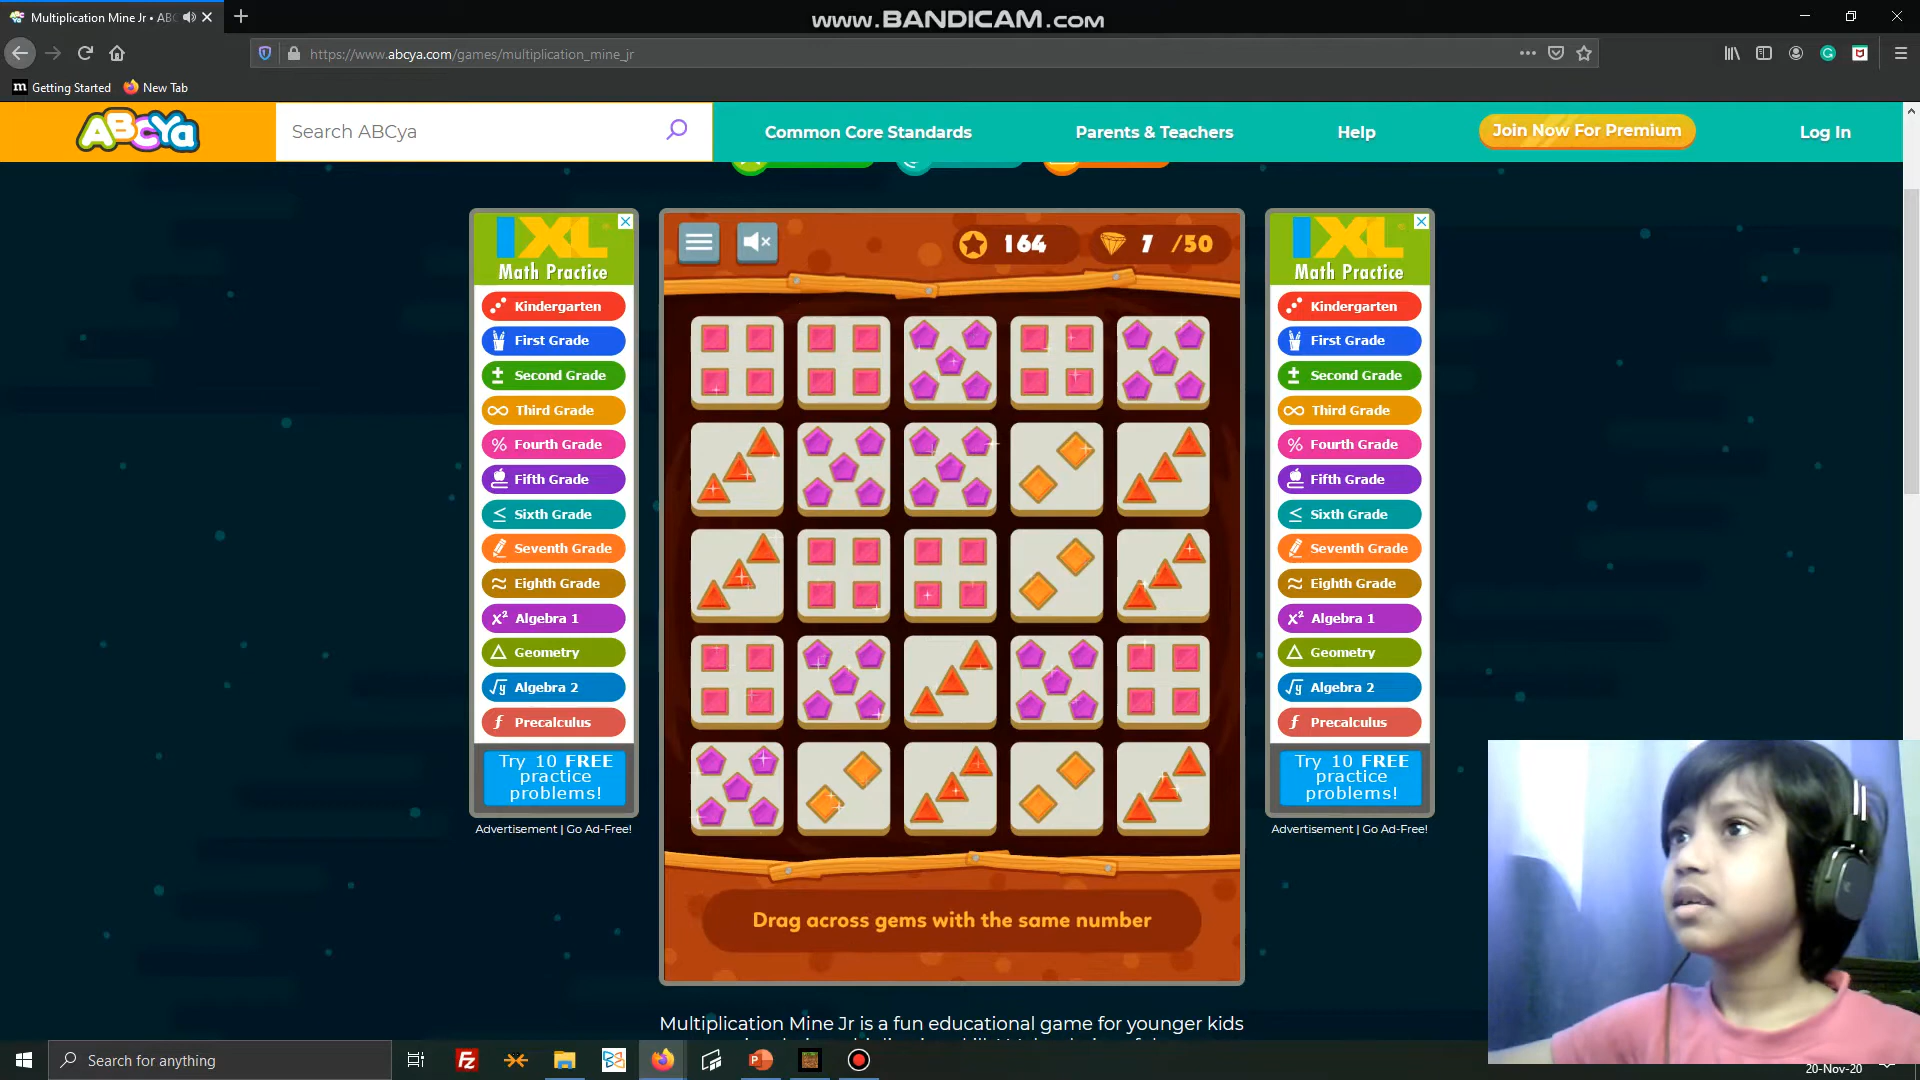 www.BANDICAM.com
Multiplication Mine Jr • ABC
https://www.abcya.com/games/multiplication_mine_jr
m Getting Started
New Tab
ABCYa
Search ABCya
Common Core Standards
Parents & Teachers
Help
Join Now For Premium
Log In
IXL
Math Practice
Kindergarten
First Grade
Second Grade
Third Grade
Fourth Grade
Fifth Grade
Sixth Grade
Seventh Grade
Eighth Grade
Algebra 1
Geometry
Algebra 2
Precalculus
Try 10 FREE
practice
problems!
Advertisement | Go Ad-Free!
164
7 /50
Drag across gems with the same number
IXL
Math Practice
Kindergarten
First Grade
Second Grade
Third Grade
Fourth Grade
Fifth Grade
Sixth Grade
Seventh Grade
Eighth Grade
Algebra 1
Geometry
Algebra 2
Precalculus
Try 10 FREE
practice
problems!
Advertisement | Go Ad-Free!
Multiplication Mine Jr is a fun educational game for younger kids
Search for anything
20-Nov-20